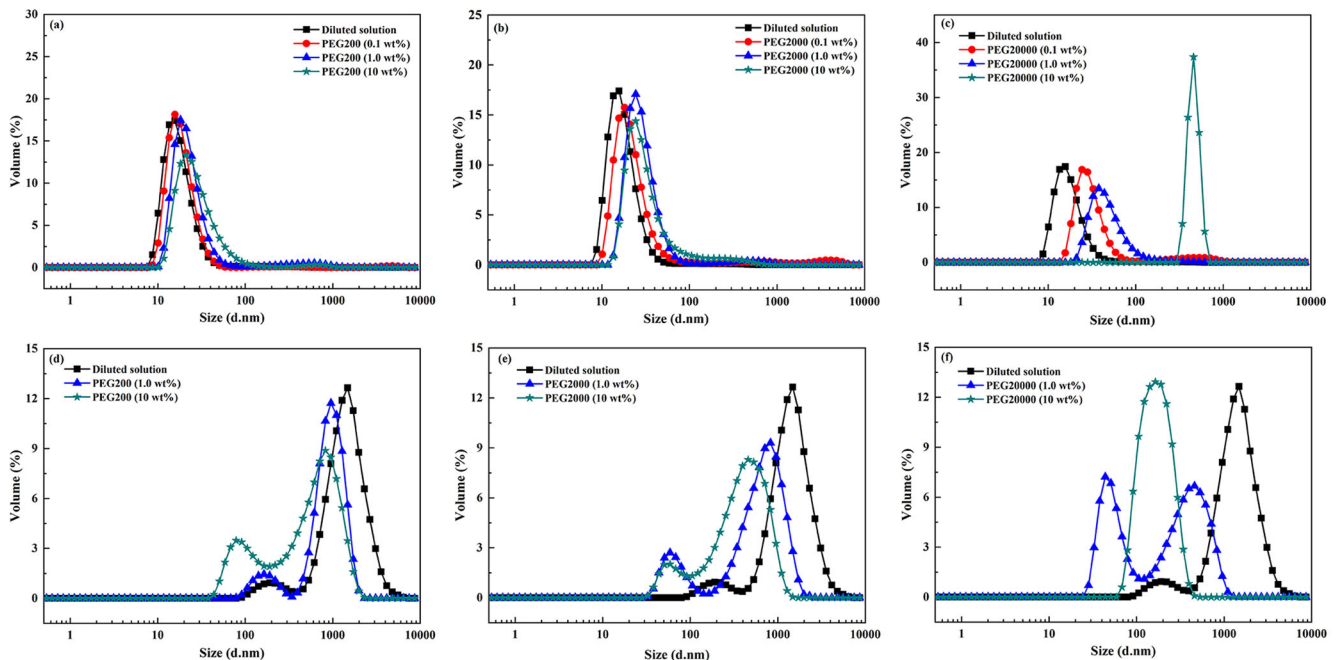 (a)
Diluted solution
PEG200 (0.1 wt%)
PEG200 (1.0 wt%)
PEG200 (10 wt%)
30
25
20
15
10
5
0
Volume (%)
1
10
100
1000
10000
Size (d.nm)
(b)
Diluted solution
PEG2000 (0.1 wt%)
PEG2000 (1.0 wt%)
PEG2000 (10 wt%)
25
20
15
10
5
0
Volume (%)
1
10
100
1000
10000
Size (d.nm)
(c)
Diluted solution
PEG20000 (0.1 wt%)
PEG20000 (1.0 wt%)
PEG20000 (10 wt%)
40
30
20
10
0
Volume (%)
1
10
100
1000
10000
Size (d.nm)
(d)
Diluted solution
PEG200 (1.0 wt%)
PEG200 (10 wt%)
15
12
9
6
3
0
Volume (%)
1
10
100
1000
10000
Size (d.nm)
(e)
Diluted solution
PEG2000 (1.0 wt%)
PEG2000 (10 wt%)
15
12
9
6
3
0
Volume (%)
1
10
100
1000
10000
Size (d.nm)
(f)
Diluted solution
PEG20000 (1.0 wt%)
PEG20000 (10 wt%)
15
12
9
6
3
0
Volume (%)
1
10
100
1000
10000
Size (d.nm)